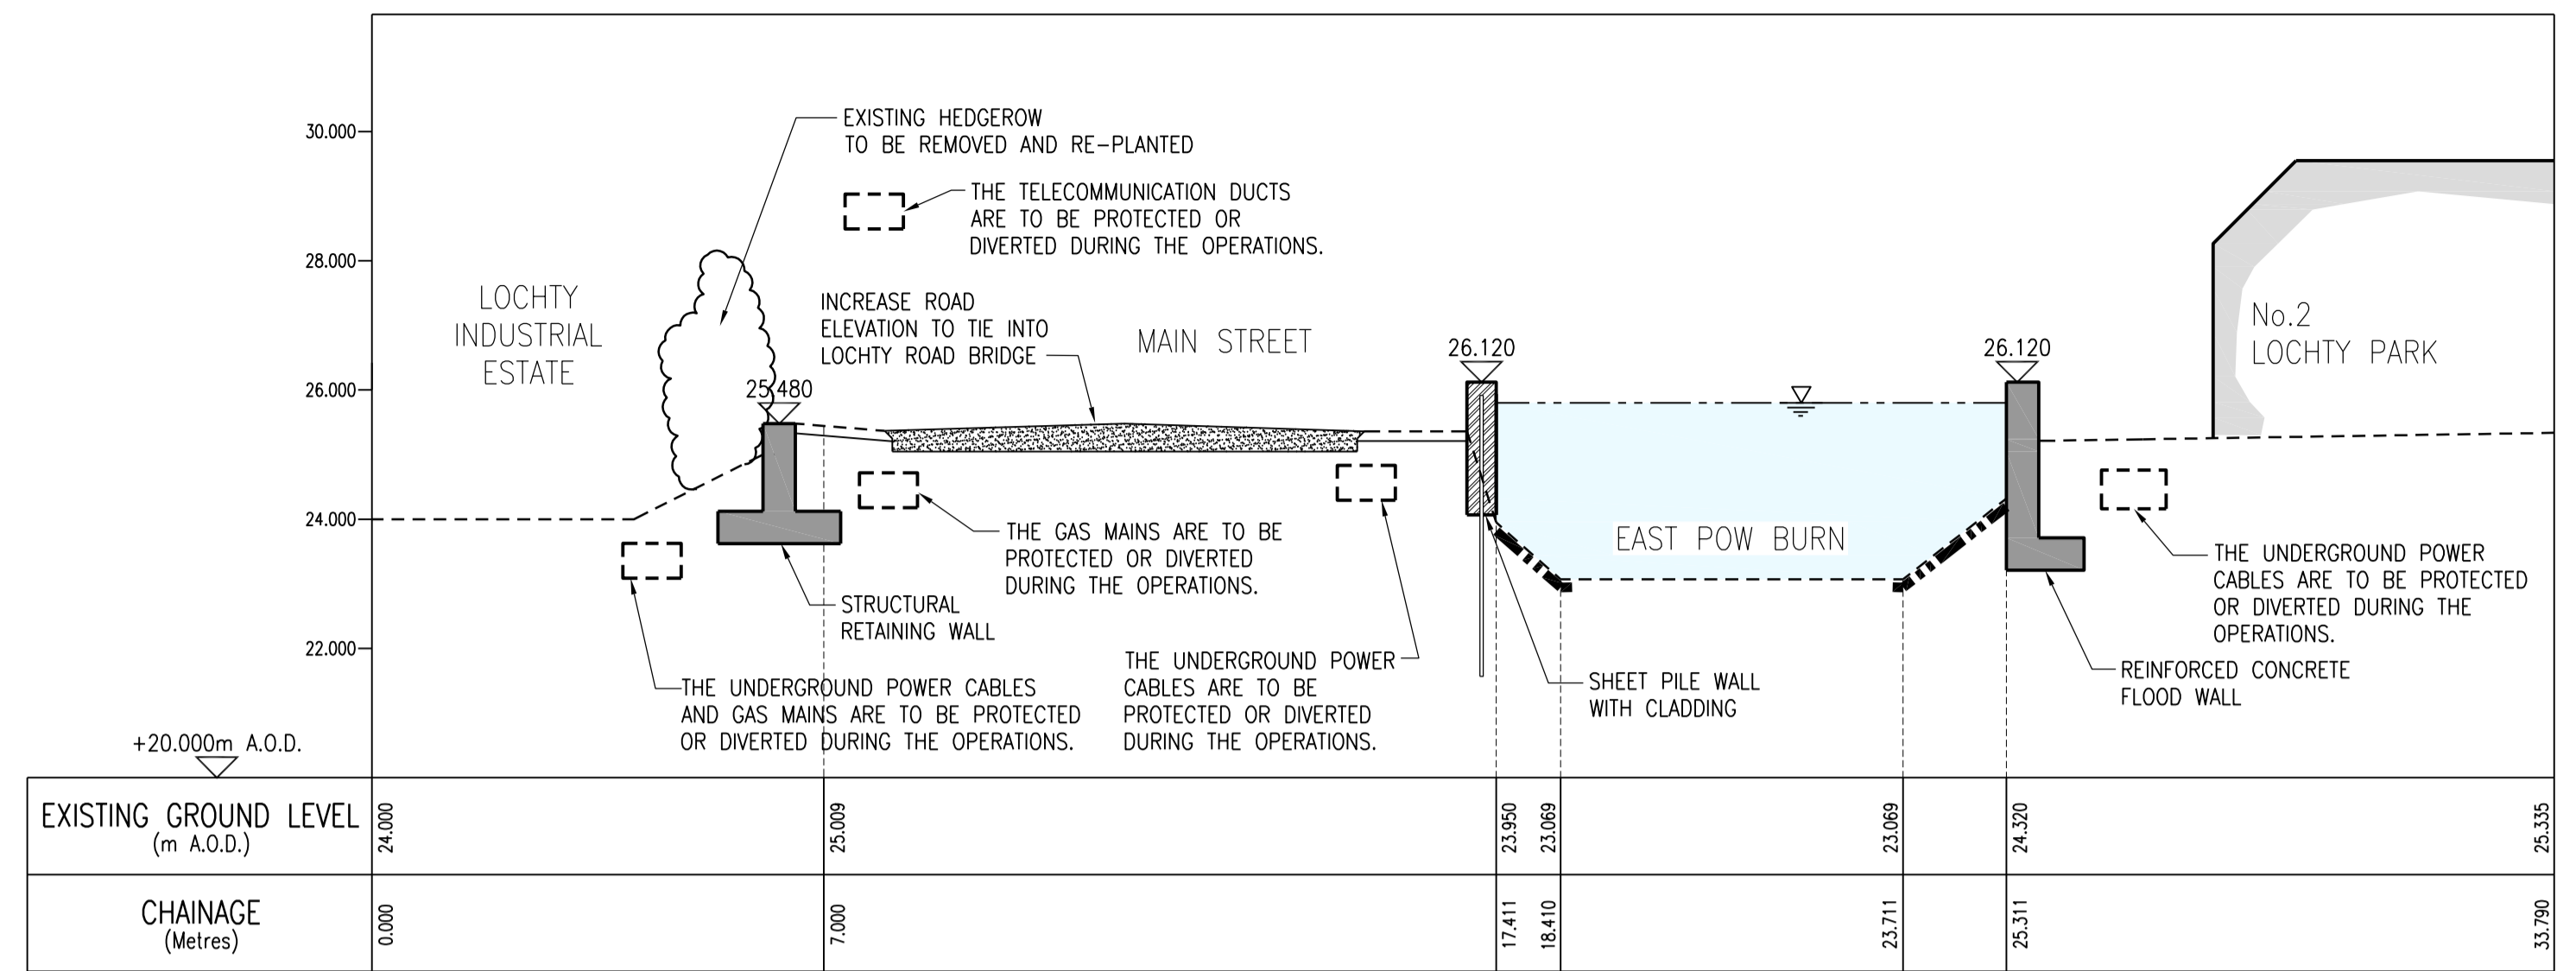 30.000
28.000
26.000
24.000
22.000
EXISTING HEDGEROW
TO BE REMOVED AND RE-PLANTED
THE TELECOMMUNICATION DUCTS
ARE TO BE PROTECTED OR
DIVERTED DURING THE OPERATIONS.
LOCHTY
INDUSTRIAL
ESTATE
INCREASE ROAD
ELEVATION TO TIE INTO
LOCHTY ROAD BRIDGE
MAIN STREET
25.480
26.120
26.120
No.2
LOCHTY PARK
EAST POW BURN
THE GAS MAINS ARE TO BE
PROTECTED OR DIVERTED
DURING THE OPERATIONS.
STRUCTURAL
RETAINING WALL
THE UNDERGROUND POWER CABLES
AND GAS MAINS ARE TO BE PROTECTED
OR DIVERTED DURING THE OPERATIONS.
THE UNDERGROUND POWER
CABLES ARE TO BE
PROTECTED OR DIVERTED
DURING THE OPERATIONS.
SHEET PILE WALL
WITH CLADDING
THE UNDERGROUND POWER
CABLES ARE TO BE PROTECTED
OR DIVERTED DURING THE
OPERATIONS.
REINFORCED CONCRETE
FLOOD WALL
+20.000m A.O.D.
EXISTING GROUND LEVEL
(m A.O.D.)
24.000
25.009
23.950
23.069
23.069
24.320
25.335
CHAINAGE
(Metres)
0.000
7.000
17.411
18.410
23.711
25.311
33.790